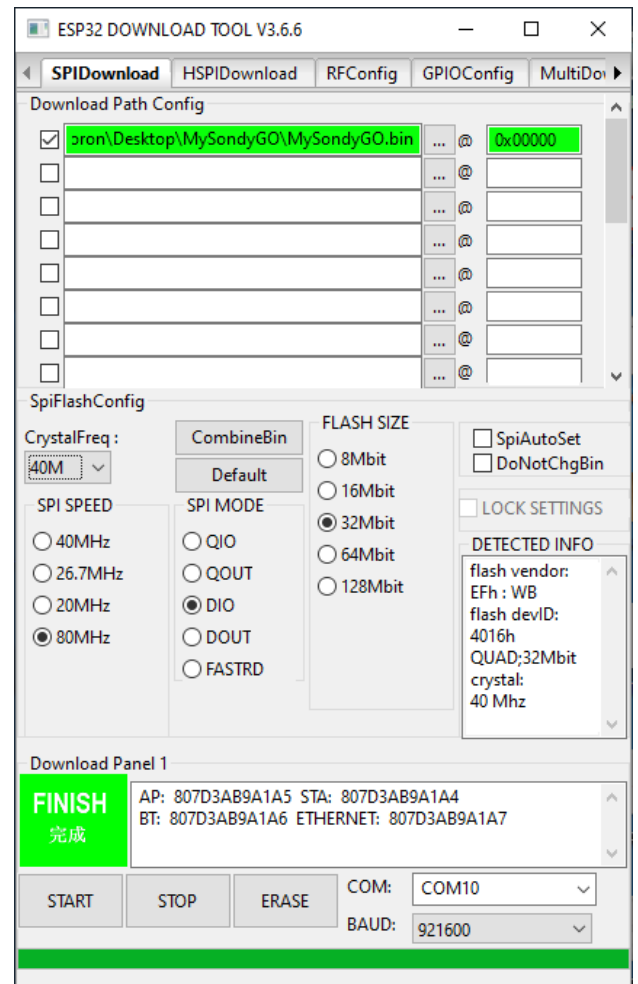 ESP32 DOWNLOAD TOOL V3.6.6
SPIDownload HSPIDownload RFConfig GPIOConfig MultiDo
Download Path Config
oron\Desktop\MySondyGO\MySondyGO.bin ... @ 0x00000
... @
... @
... @
... @
... @
... @
... @
SpiFlashConfig
CrystalFreq :
40M
CombineBin
Default
SPI SPEED
40MHz
26.7MHz
20MHz
80MHz
SPI MODE
QIO
QOUT
DIO
DOUT
FASTRD
FLASH SIZE
8Mbit
16Mbit
32Mbit
64Mbit
128Mbit
SpiAutoSet
DoNotChgBin
LOCK SETTINGS
DETECTED INFO
flash vendor:
EFh : WB
flash devID:
4016h
QUAD;32Mbit
crystal:
40 Mhz
Download Panel 1
FINISH
完成
AP: 807D3AB9A1A5 STA: 807D3AB9A1A4
BT: 807D3AB9A1A6 ETHERNET: 807D3AB9A1A7
START STOP ERASE
COM: COM10
BAUD: 921600